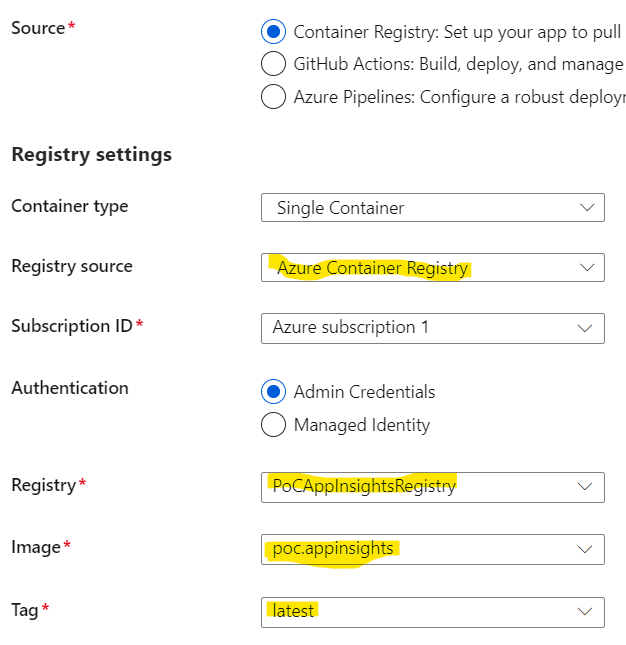 Source*
Container Registry: Set up your app to pull
GitHub Actions: Build, deploy, and manage
Azure Pipelines: Configure a robust
Registry settings
Container type
Single Container
Registry source
Azure Container Registry
Subscription ID*
Azure subscription 1
Authentication
Admin Credentials
Managed Identity
Registry*
PoCAppInsightsRegistry
Image*
poc.appinsights
Tag*
latest